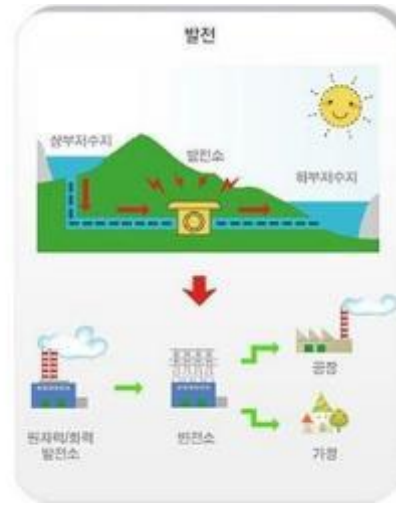 발전
상부저수지
발전소
하부저수지
원자력/화력
발전소
변전소
공장
가정